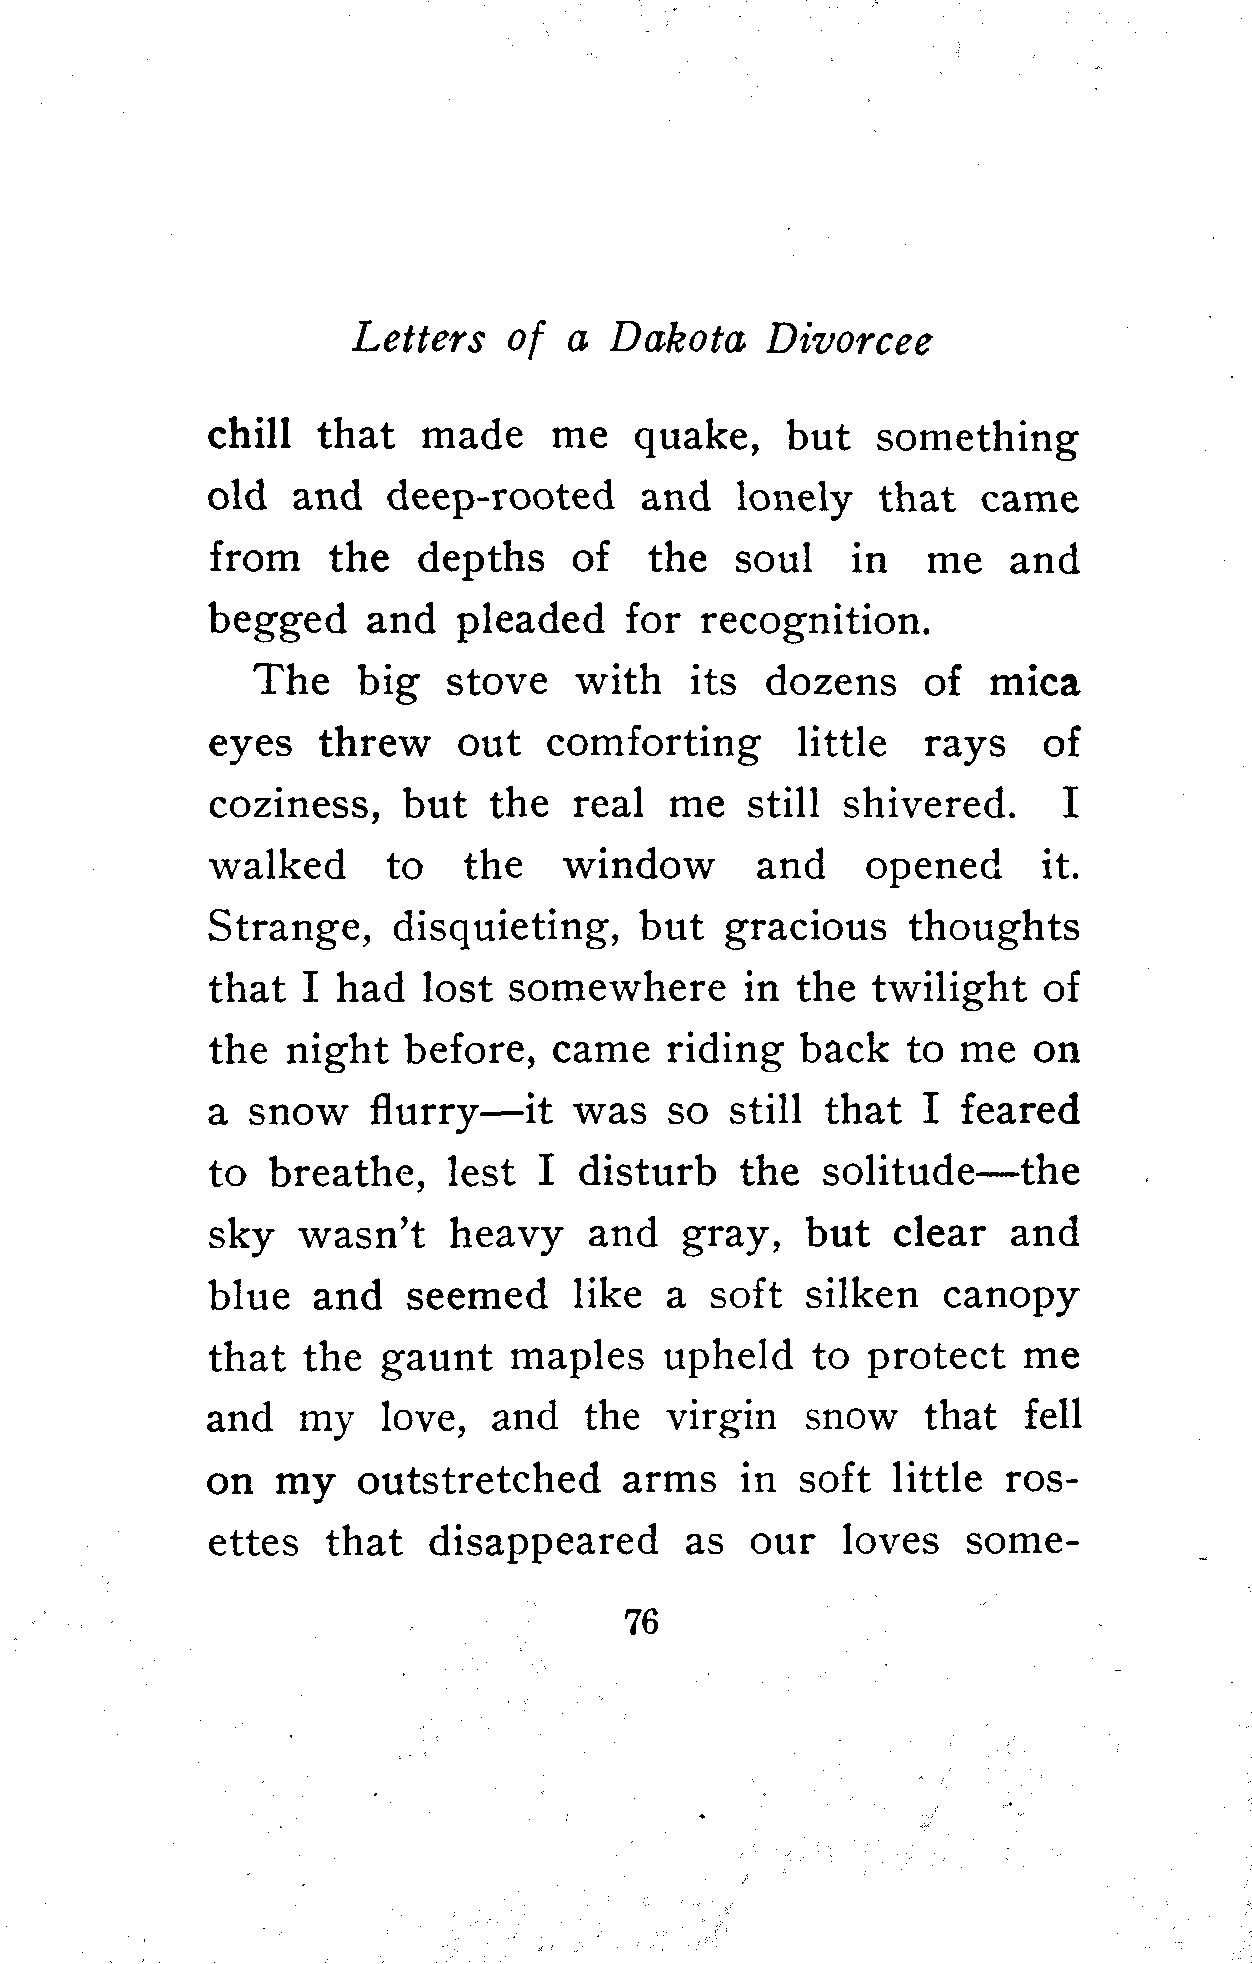 Letters of a Dakota Divorcee
chill that made me quake, but something
old and deep-rooted and lonely that came
from the depths of the soul in me and
begged and pleaded for recognition.
The big stove with its dozens of mica
eyes threw out comforting little rays of
coziness, but the real me still shivered. I
walked to the window and opened it.
Strange, disquieting, but gracious thoughts
that I had lost somewhere in the twilight of
the night before, came riding back to me on
a snow flurry—it was so still that I feared
to breathe, lest I disturb the solitude—the
sky wasn't heavy and gray, but clear and
blue and seemed like a soft silken canopy
that the gaunt maples upheld to protect me
and my love, and the virgin snow that fell
on my outstretched arms in soft little ros-
ettes that disappeared as our loves some-
76